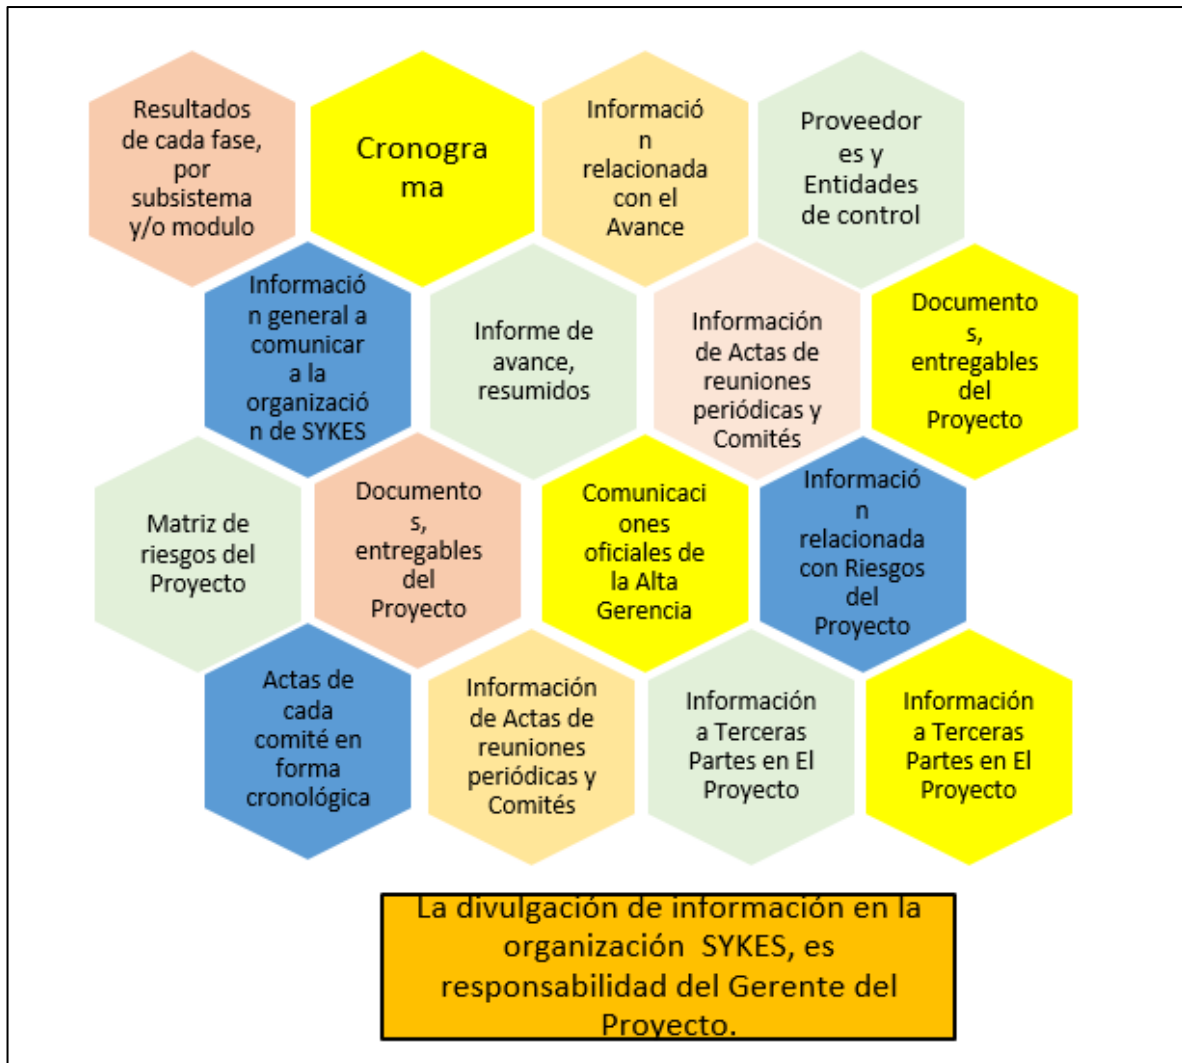 Resultados
de cada fase,
por
subsistema
y/o modulo
Cronogra
ma
Informació
n
relacionada
con el
Avance
Proveedor
es y
Entidades
de control
Informació
n general a
comunicar
a la
organizació
n de SYKES
Informe de
avance,
resumidos
Información
de Actas de
reuniones
periódicas y
Comités
Documento
s,
entregables
del
Proyecto
Matriz de
riesgos del
Proyecto
Documento
s,
entregables
del
Proyecto
Comunicaci
ones
oficiales de
la Alta
Gerencia
Informació
n
relacionada
con Riesgos
del
Proyecto
Actas de
cada
comité en
forma
cronológica
Información
de Actas de
reuniones
periódicas y
Comités
Información
a Terceras
Partes en El
Proyecto
Información
a Terceras
Partes en El
Proyecto
La divulgación de información en la
organización  SYKES, es
responsabilidad del Gerente del
Proyecto.